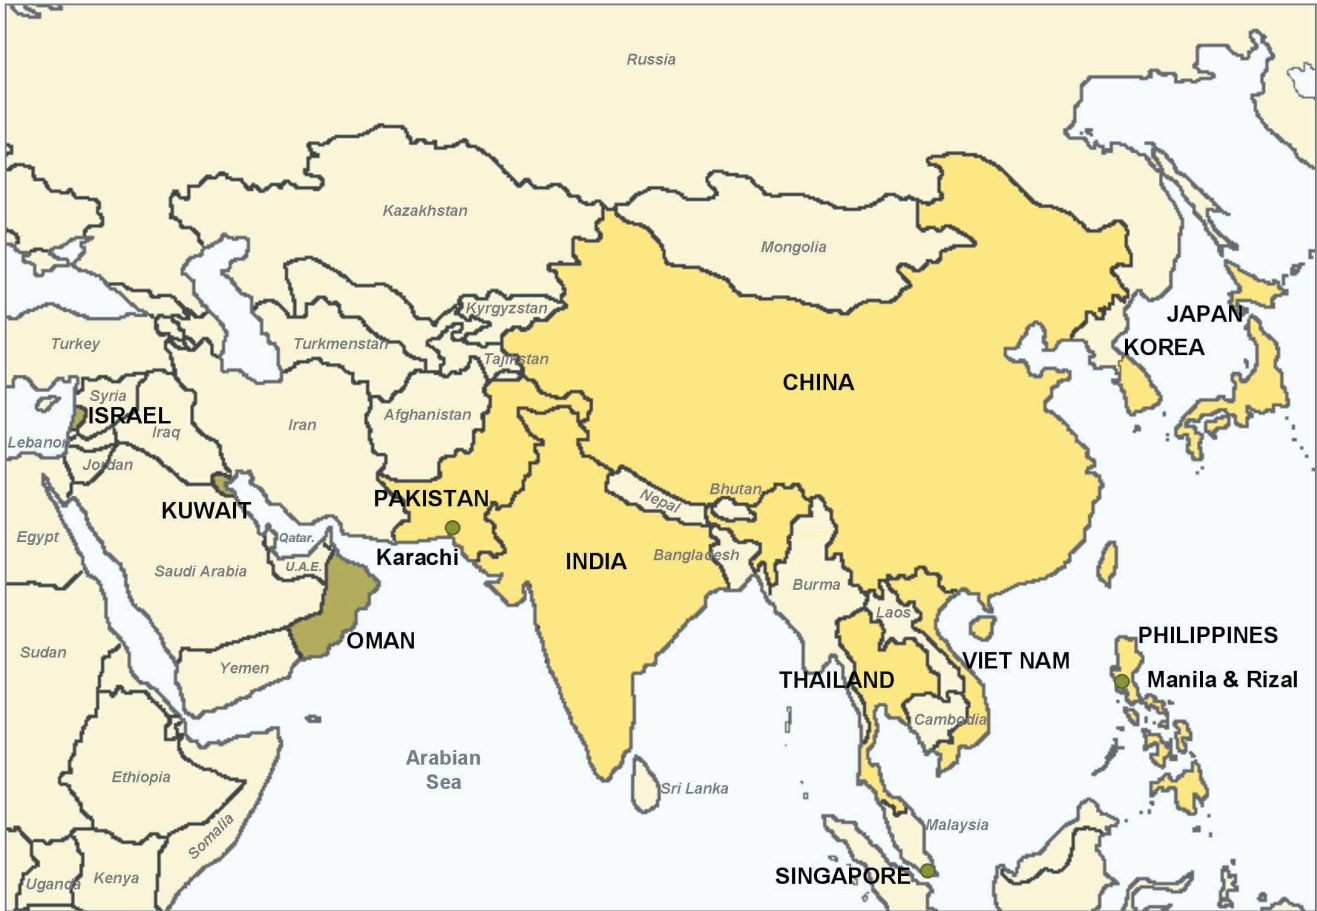 Russia
Kazakhstan
Mongolia
Kyrgyzstan
JAPAN
Turkey
Turkmenstan
KOREA
Tajikstan
CHINA
Syria
ISRAEL
Afghanistan
Iran
Iraq
Lebanon
Jordan
Bhutan
PAKISTAN
Nepal
KUWAIT
Egypt
Qatar.
Karachi
Bangladesh
INDIA
U.A.E.
Saudi Arabia
Burma
Laos
PHILIPPINES
OMAN
Sudan
VIET NAM
Yemen
THAILAND
Manila & Rizal
Cambodia
Arabian
Sea
Ethiopia
Sri Lanka
Malaysia
Somalia
SINGAPORE
Kenya
Uganda